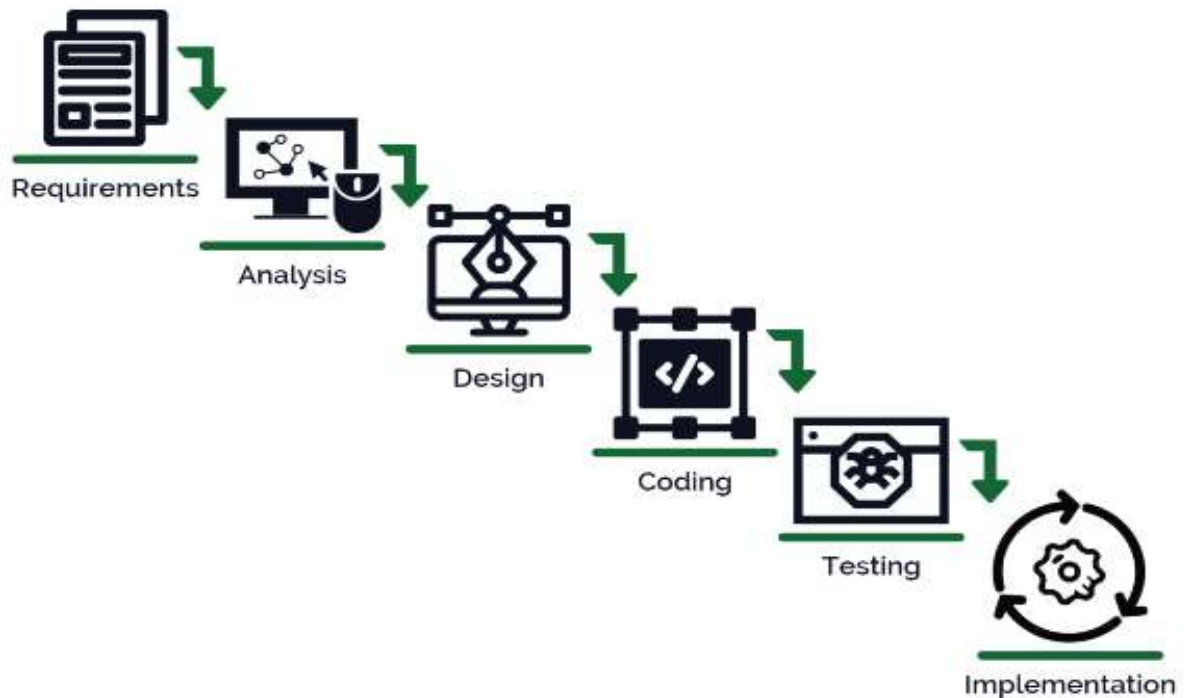 Requirements
Analysis
Design
</>
Coding
Testing
Implementation